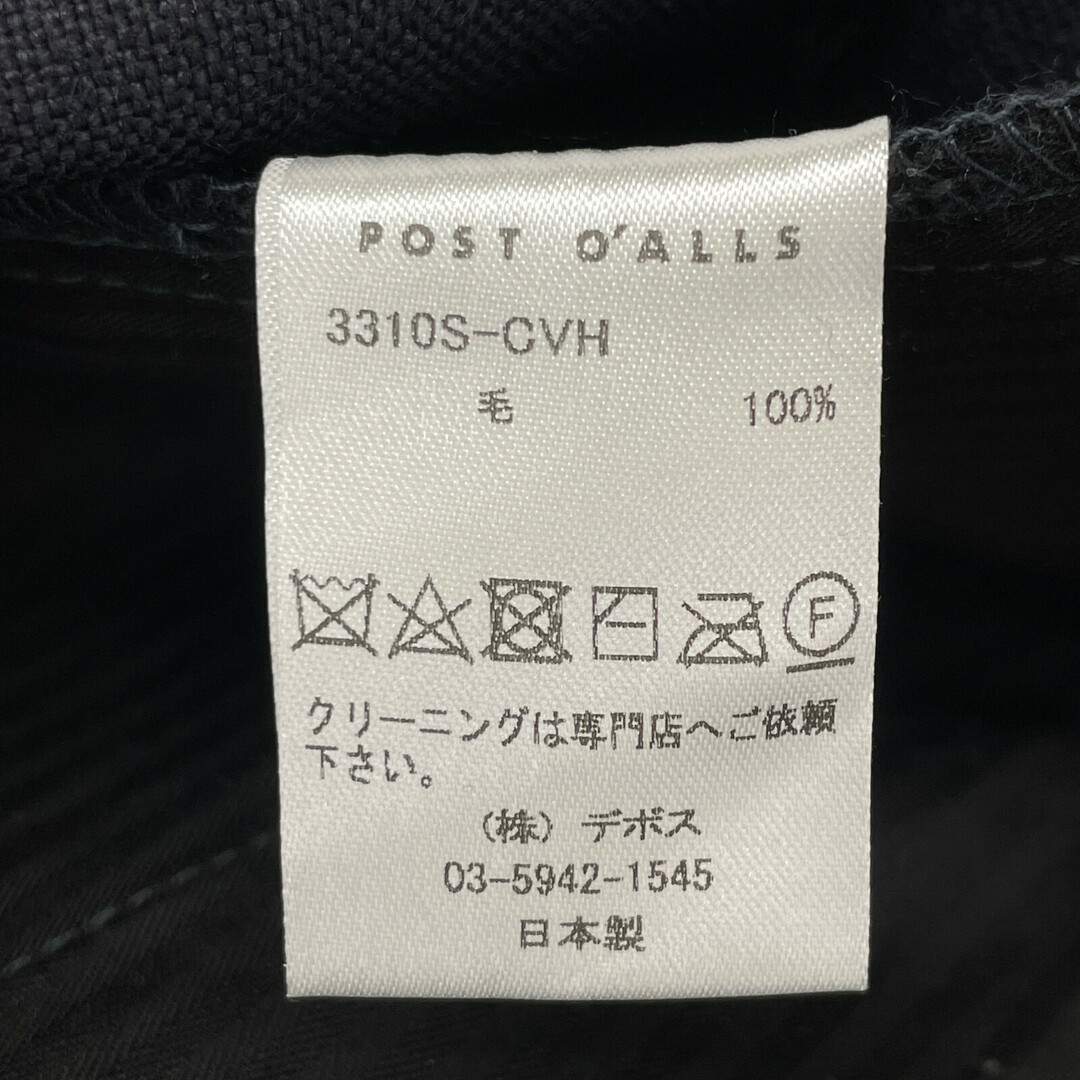 POST O'ALLS
3310S-CVH
毛 100%
F
クリーニングは専門店へご依頼
下さい。
(株) デボス
03-5942-1545
日本製